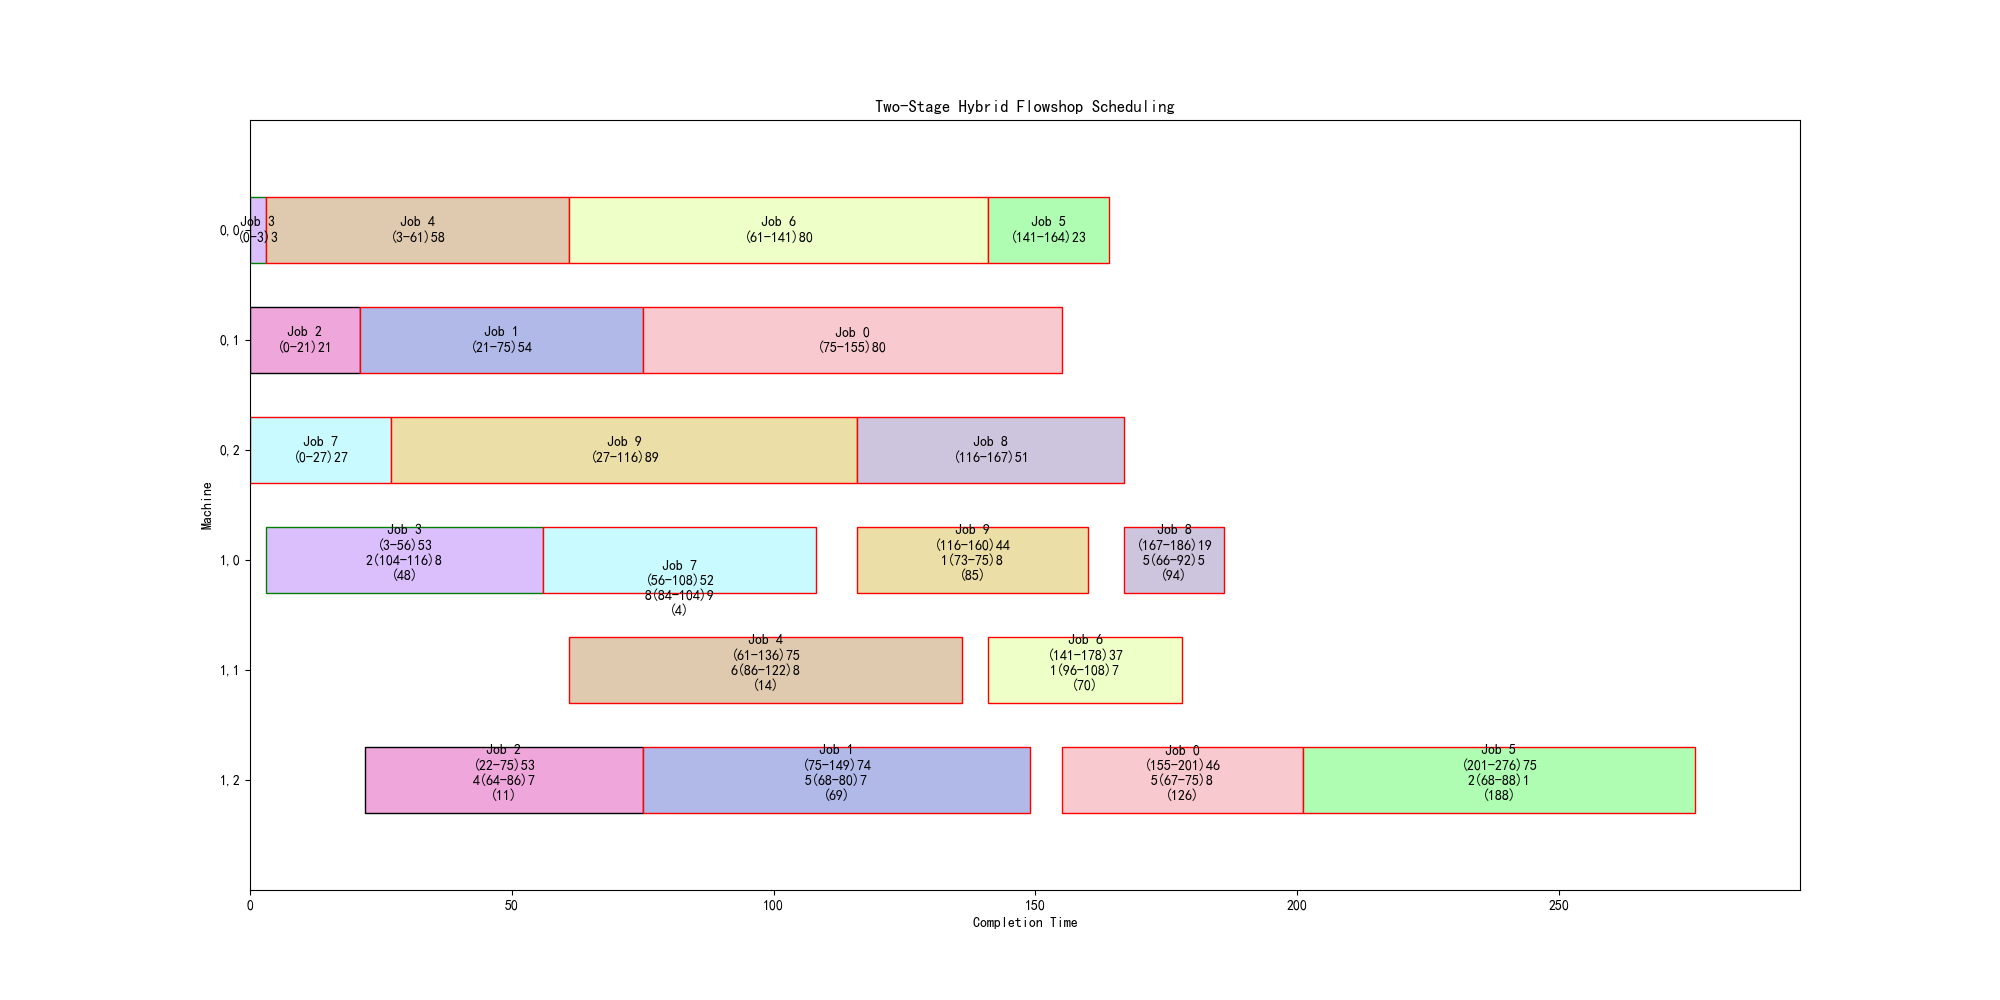 Two-Stage Hybrid Flowshop Scheduling
Machine
0,0
Job 3
(0-3)3
Job 4
(3-61)58
Job 6
(61-141)80
Job 5
(141-164)23
0,1
Job 2
(0-21)21
Job 1
(21-75)54
Job 0
(75-155)80
0,2
Job 7
(0-27)27
Job 9
(27-116)89
Job 8
(116-167)51
1,0
Job 3
(3-56)53
2(104-116)8
(48)
Job 7
(56-108)52
8(84-104)9
(4)
Job 9
(116-160)44
1(73-75)8
(85)
Job 8
(167-186)19
5(66-92)5
(94)
1,1
Job 4
(61-136)75
6(86-122)8
(14)
Job 6
(141-178)37
1(96-108)7
(70)
1,2
Job 2
(22-75)53
4(64-86)7
(11)
Job 1
(75-149)74
5(68-80)7
(69)
Job 0
(155-201)46
5(67-75)8
(126)
Job 5
(201-276)75
2(68-88)1
(188)
0 50 100 150 200 250
Completion Time